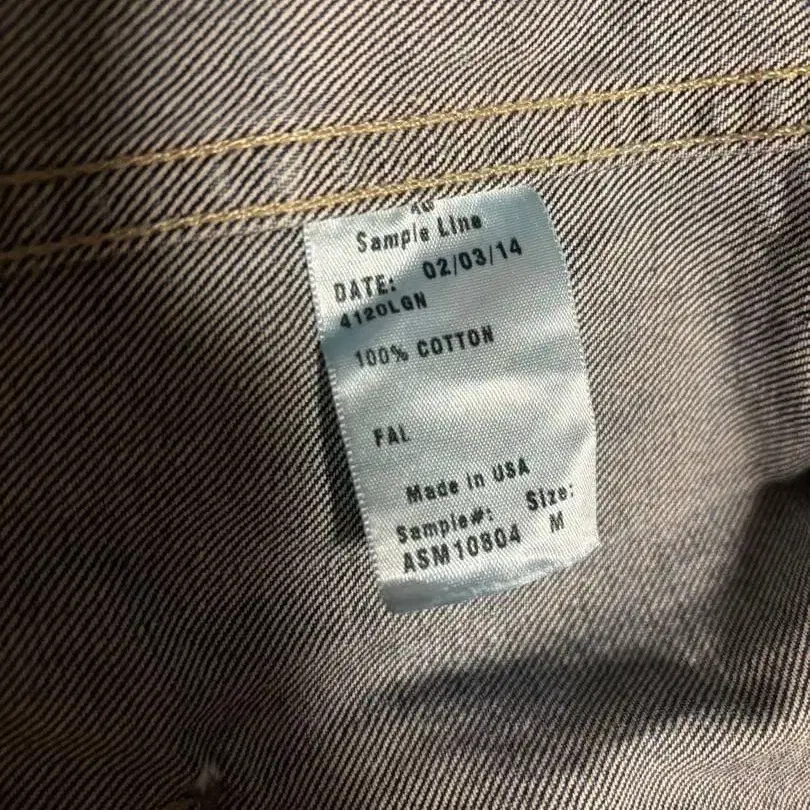 Sample Line
DATE: 02/03/14
4120LGN
100% COTTON
FAL
Made in USA
Sample#: Size:
ASM10804 M